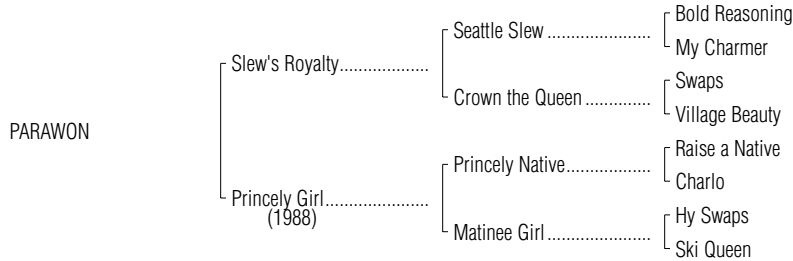 Bold Reasoning
Seattle Slew ......................
My Charmer
Slew's Royalty...................
Swaps
Crown the Queen ..............
Village Beauty
PARAWON
Raise a Native
Princely Native..................
Charlo
Princely Girl......................
(1988)
Hy Swaps
Matinee Girl ......................
Ski Queen